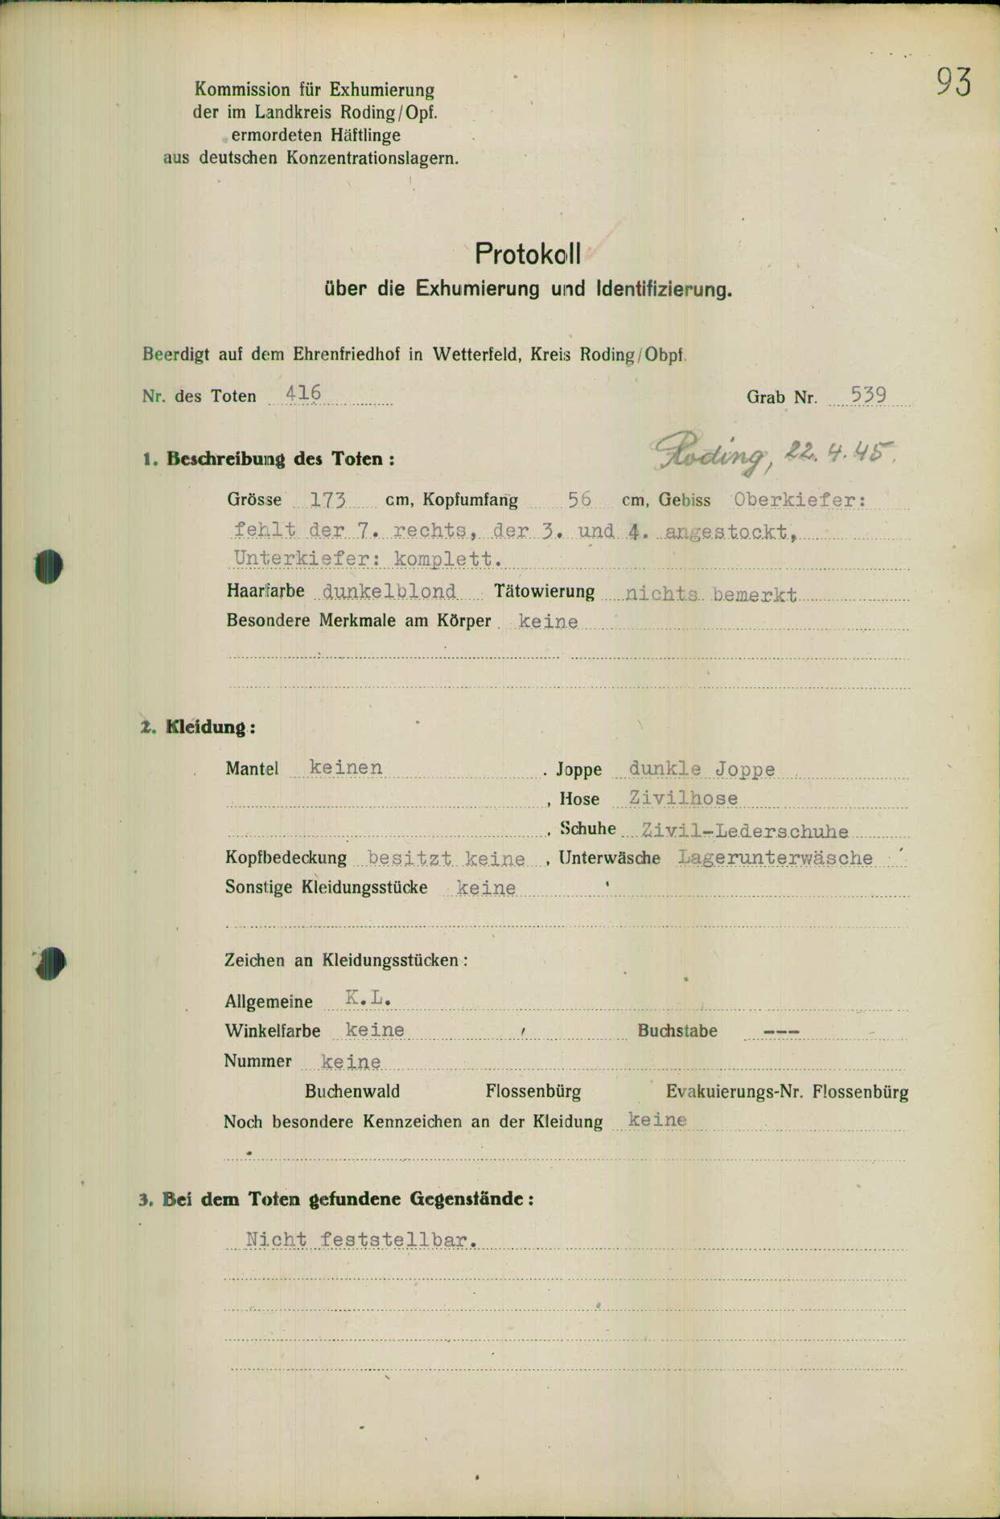 93
Kommission für Exhumierung
der im Landkreis Roding/Opf.
ermordeten Häftlinge
aus deutschen Konzentrationslagern.
Protokoll
über die Exhumierung und Identifizierung.
Beerdigt auf dem Ehrenfriedhof in Wetterfeld, Kreis Roding/Obpf.
Nr. des Toten 416 Grab Nr. 539
Roding, 22.4.45.
1. Beschreibung des Toten:
Grösse 173 cm, Kopfumfang 56 cm, Gebiss Oberkiefer:
fehlt der 7. rechts, der 3. und 4. angestockt,
Unterkiefer: komplett.
Haarfarbe dunkelblond Tätowierung nichts bemerkt
Besondere Merkmale am Körper keine
2. Kleidung:
Mantel keinen . Joppe dunkle Joppe
, Hose Zivilhose
, Schuhe Zivil-Lederschuhe
Kopfbedeckung besitzt keine , Unterwäsche Lagerunterwäsche
Sonstige Kleidungsstücke keine
Zeichen an Kleidungsstücken:
Allgemeine K.L.
Winkelfarbe keine Buchstabe ---
Nummer keine
Buchenwald Flossenbürg Evakuierungs-Nr. Flossenbürg
Noch besondere Kennzeichen an der Kleidung keine
3. Bei dem Toten gefundene Gegenstände:
Nicht feststellbar.